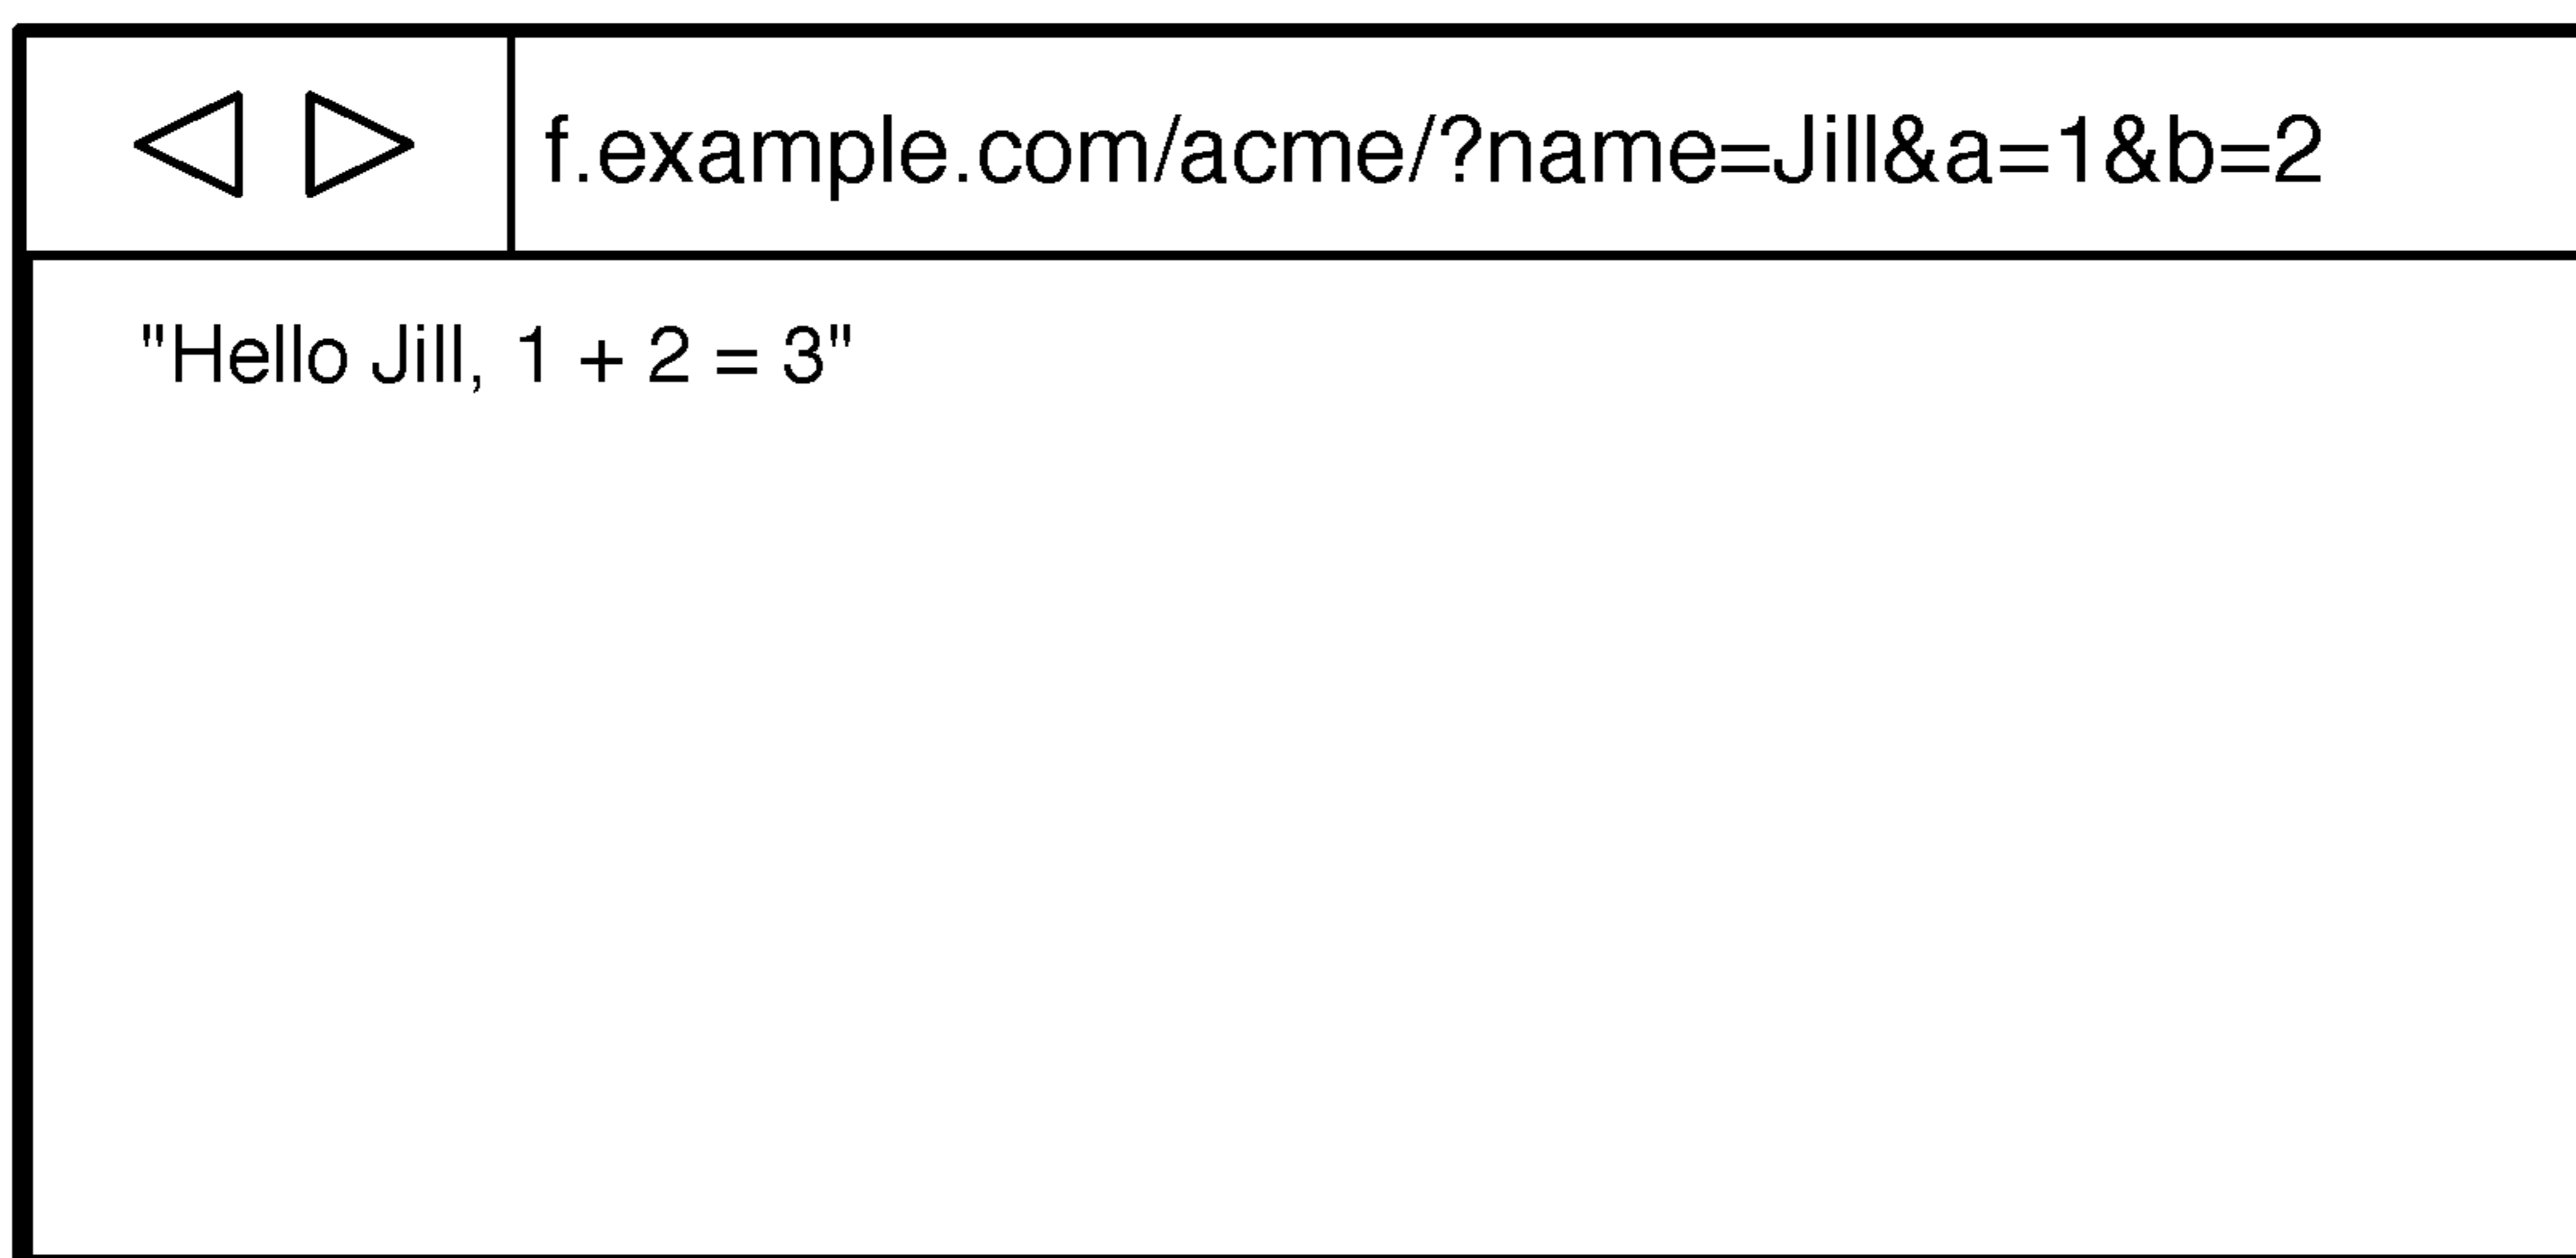 f.example.com/acme/?name=Jill&a=1&b=2
"Hello Jill, 1 + 2 = 3"